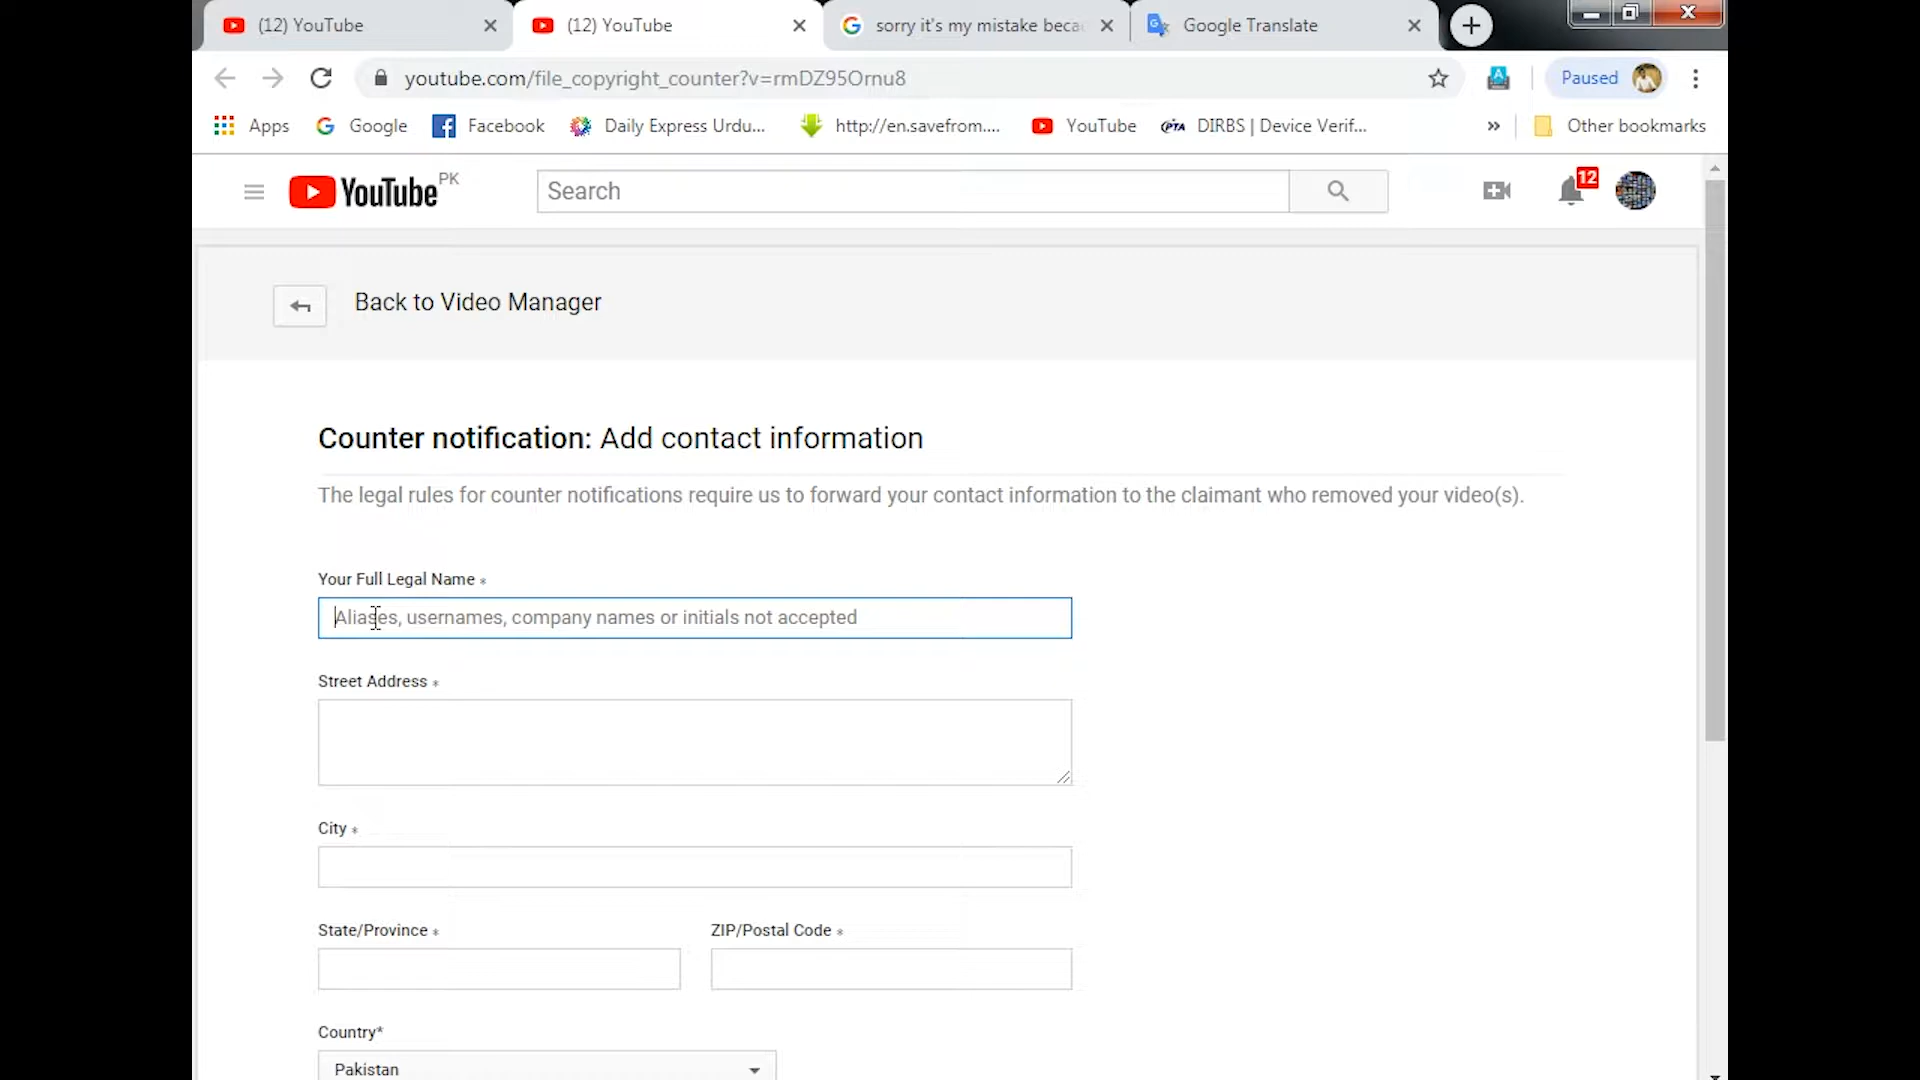 (12) YouTube
(12) YouTube
sorry it's my mistake beca
Google Translate
youtube.com/file_copyright_counter?v=rmDZ95Ornu8
Paused
Apps
Google
Facebook
Daily Express Urdu...
http://en.savefrom....
YouTube
PTA
DIRBS | Device Verif...
»
Other bookmarks
YouTube PK
Search
12
Back to Video Manager
Counter notification: Add contact information
The legal rules for counter notifications require us to forward your contact information to the claimant who removed your video(s).
Your Full Legal Name *
Aliases, usernames, company names or initials not accepted
Street Address *
City *
State/Province *
ZIP/Postal Code *
Country*
Pakistan